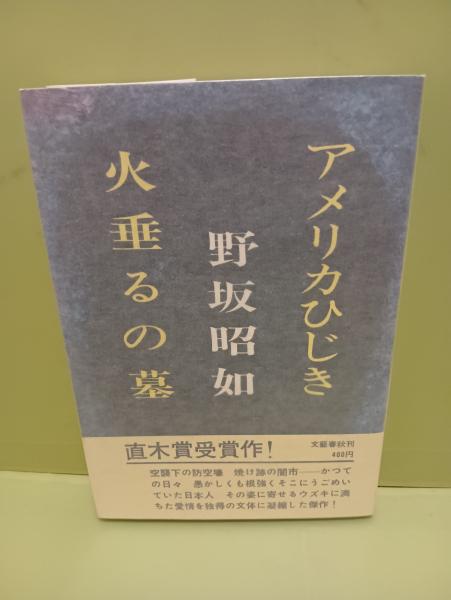 アメリカひじき
野坂昭如
火垂るの墓
直木賞受賞作!
文藝春秋刊
480円
空襲下の防空壕 焼け跡の闇市――かつて
の日々 愚かしくも根強くそこにうごめい
ていた日本人 その姿に寄せるウズキに満
ちた愛情を独得の文体に凝縮した傑作!